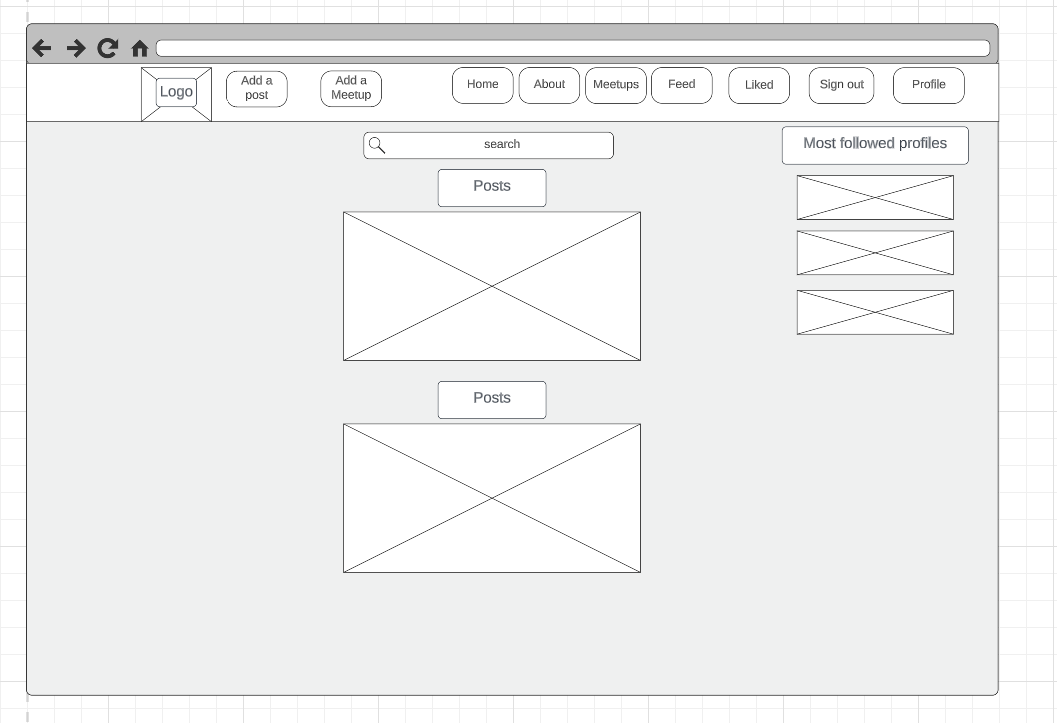 Logo
Add a
post
Add a
Meetup
Home
About
Meetups
Feed
Liked
Sign out
Profile
search
Most followed profiles
Posts
Posts